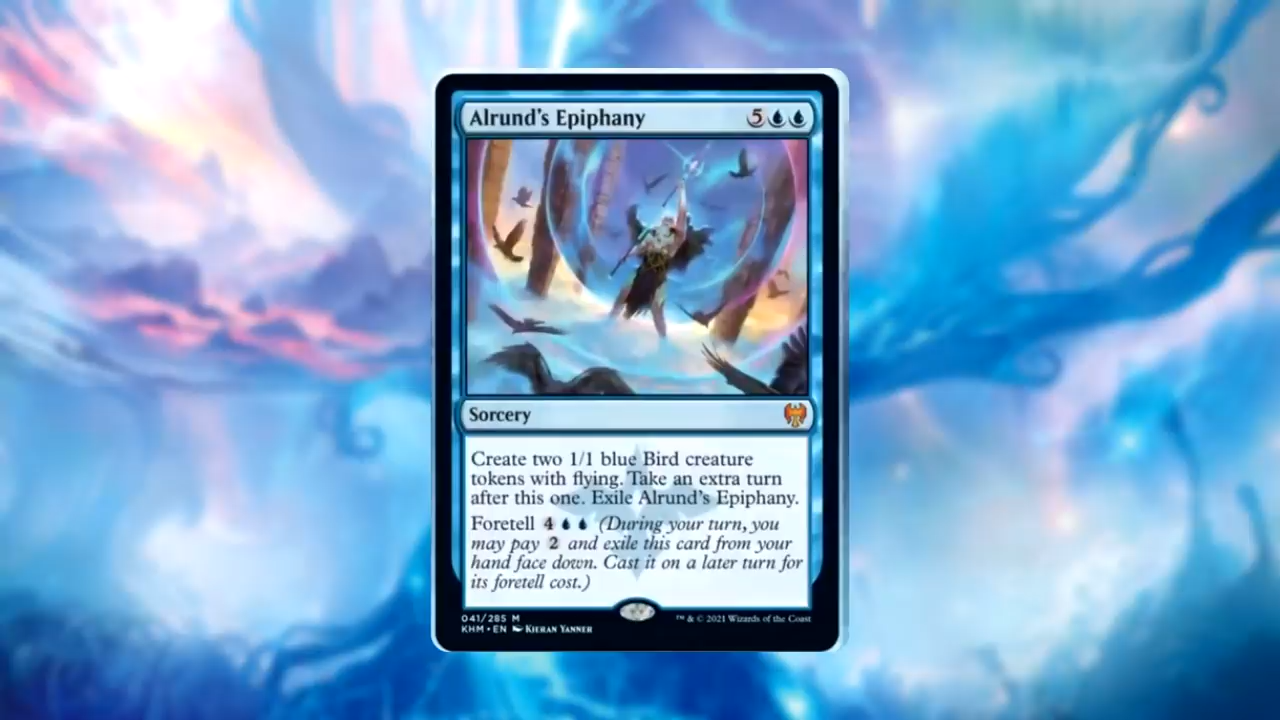 Alrund's Epiphany 5
Sorcery
Create two 1/1 blue Bird creature
tokens with flying. Take an extra turn
after this one. Exile Alrund's Epiphany.
Foretell 4 (During your turn, you
may pay 2 and exile this card from your
hand face down. Cast it on a later turn for
its foretell cost.)
041/285 M
KHM • EN Kieran Yanner
™ & © 2021 Wizards of the Coast